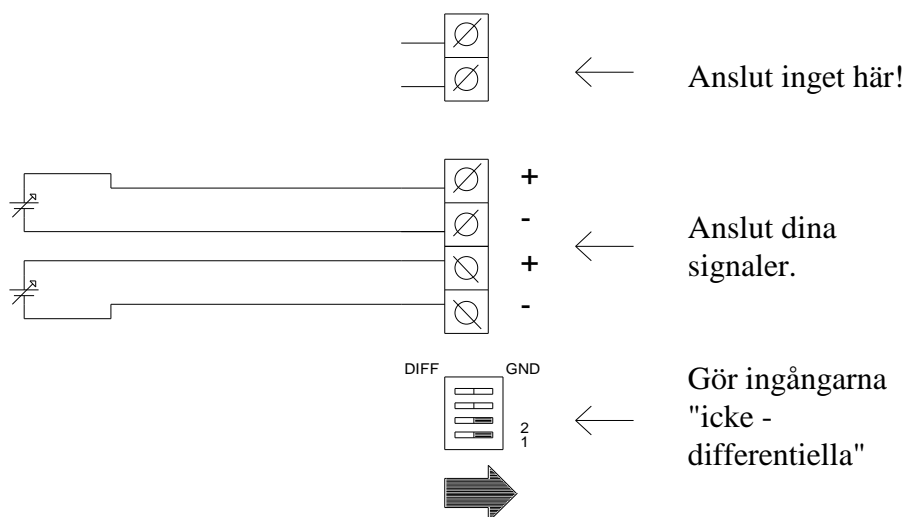 Anslut inget här!
+
-
Anslut dina
signaler.
+
-
DIFF GND
Gör ingångarna
"icke -
differentiella"
2
1